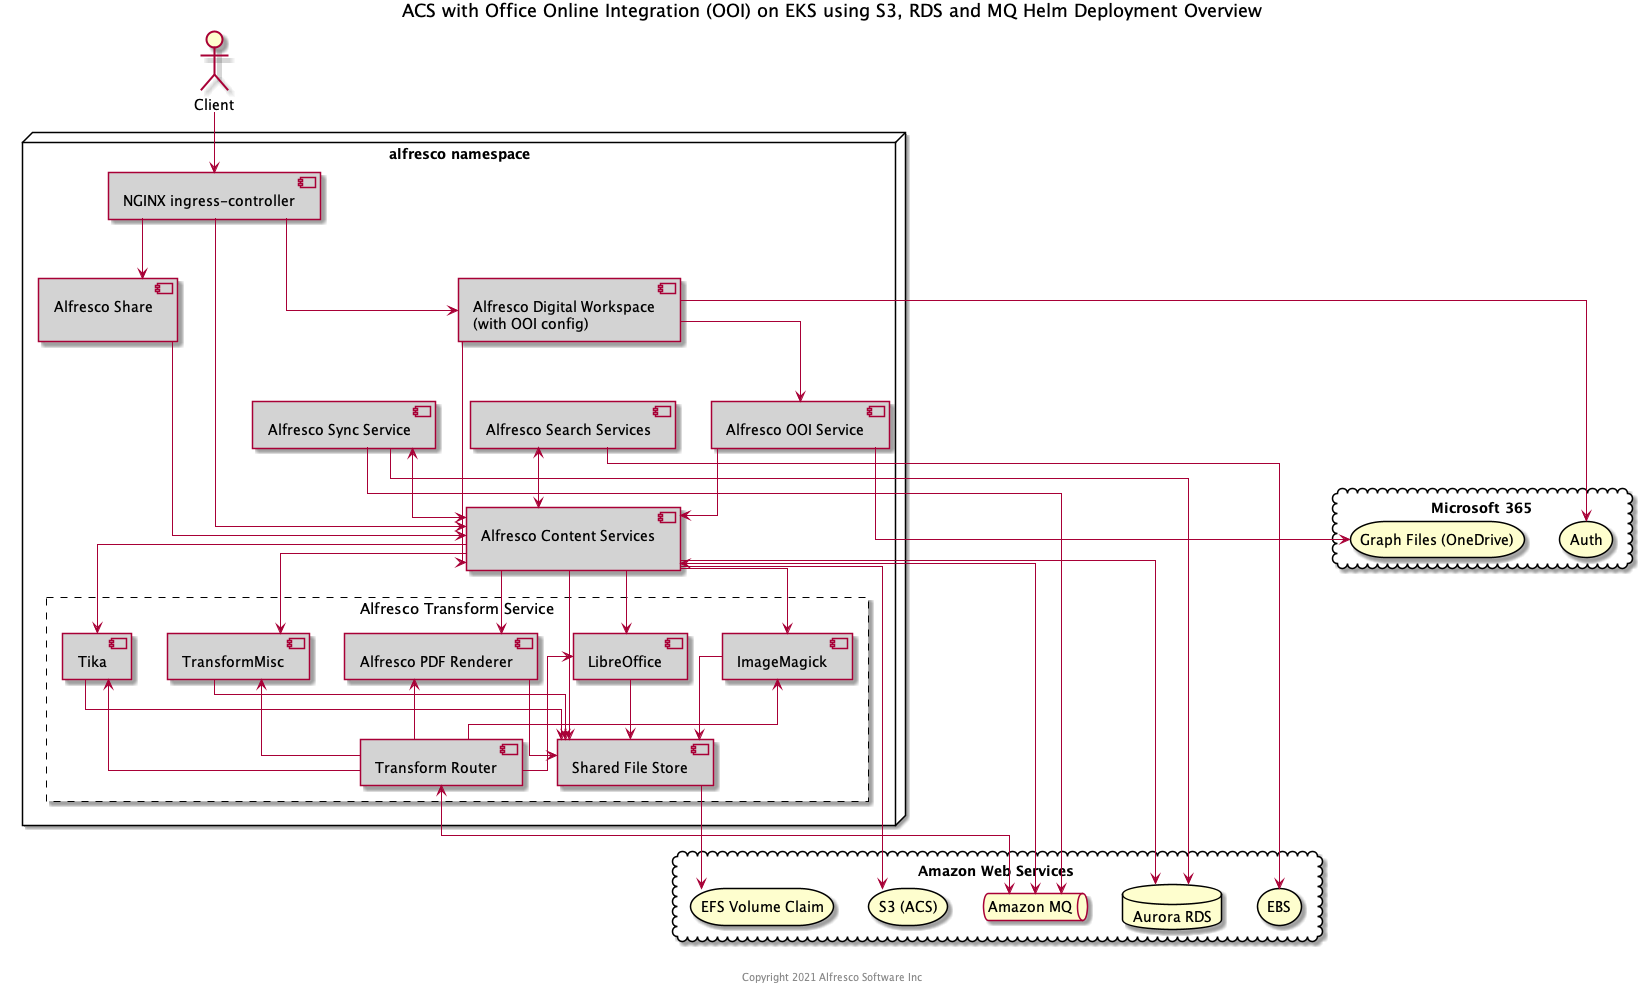 ACS with Office Online Integration (OOI) on EKS using S3, RDS and MQ Helm Deployment Overview
Client
alfresco namespace
NGINX ingress-controller
Alfresco Share
Alfresco Digital Workspace
(with OOI config)
Alfresco Sync Service
Alfresco Search Services
Alfresco OOI Service
Microsoft 365
Graph Files (OneDrive)
Auth
Alfresco Content Services
Alfresco Transform Service
Tika
TransformMisc
Alfresco PDF Renderer
LibreOffice
ImageMagick
Transform Router
Shared File Store
Amazon Web Services
EFS Volume Claim
S3 (ACS)
Amazon MQ
Aurora RDS
EBS
Copyright 2021 Alfresco Software Inc